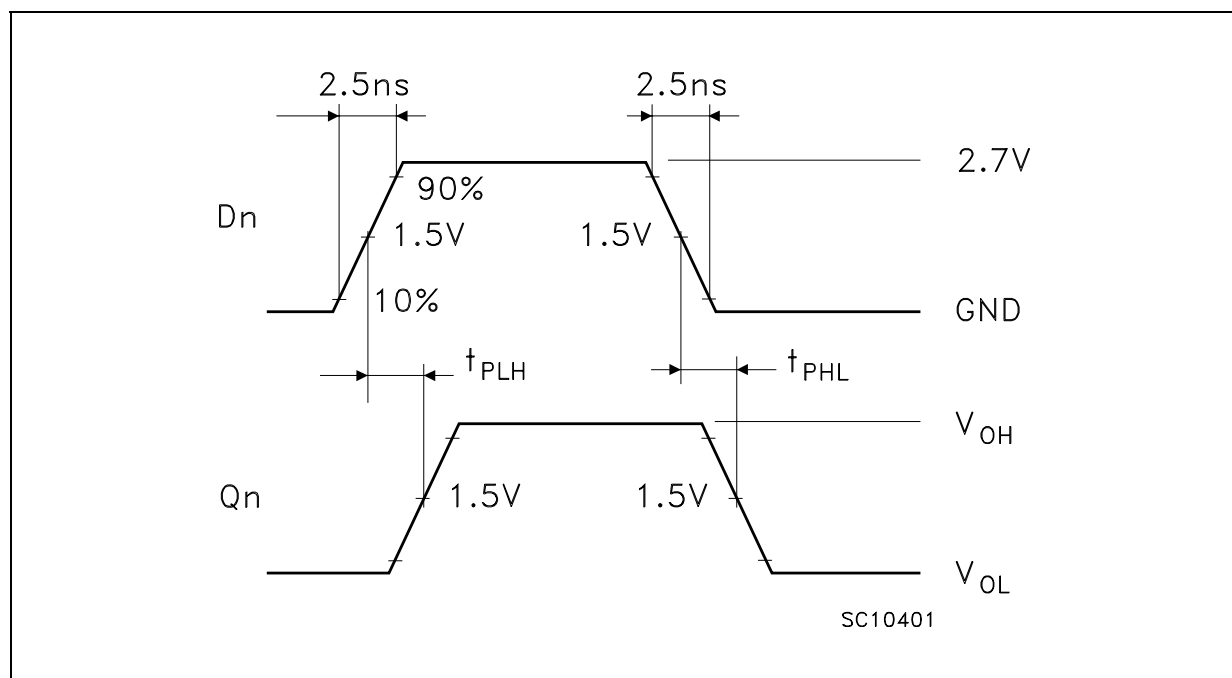 2.5ns 2.5ns
2.7V
90%
Dn
1.5V 1.5V
10%
GND
tPLH tPHL
VOH
Qn 1.5V 1.5V
VOL
SC10401